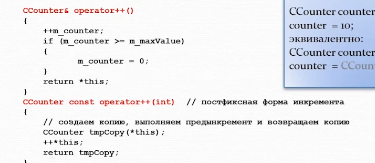 CCounter& operator++()
{
++m_counter;
if (m_counter >= m_maxValue)
{
m_counter = 0;
}
return *this;
}
CCounter const operator++(int) // постфиксная форма инкремента
{
// создаем копию, выполняем предынкремент и возвращаем копию
CCounter tmpCopy(*this);
++*this;
return tmpCopy;
}
CCounter counter
counter = 10;
эквивалентно:
CCounter counter
counter = CCoun